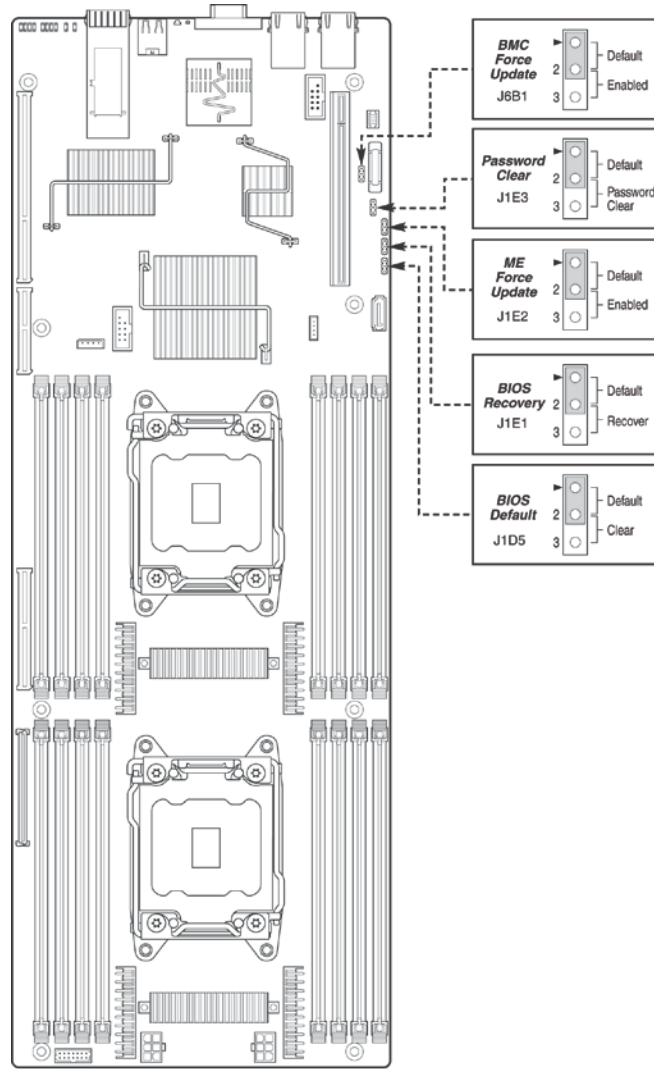 BMC
Force
Update
J6B1
2
3
Default
Enabled
Password
Clear
J1E3
2
3
Default
Password
Clear
ME
Force
Update
J1E2
2
3
Default
Enabled
BIOS
Recovery
J1E1
2
3
Default
Recover
BIOS
Default
J1D5
2
3
Default
Clear